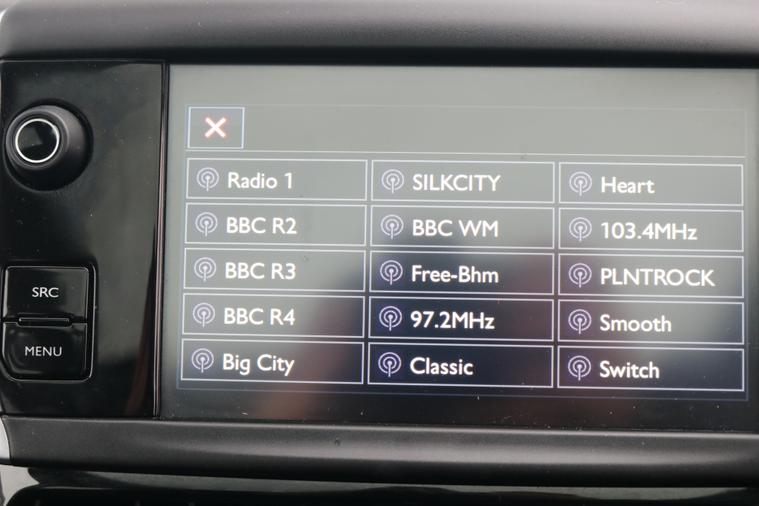 SRC
MENU
Radio 1
SILKCITY
Heart
BBC R2
BBC WM
103.4MHz
BBC R3
Free-Bhm
PLNTROCK
BBC R4
97.2MHz
Smooth
Big City
Classic
Switch